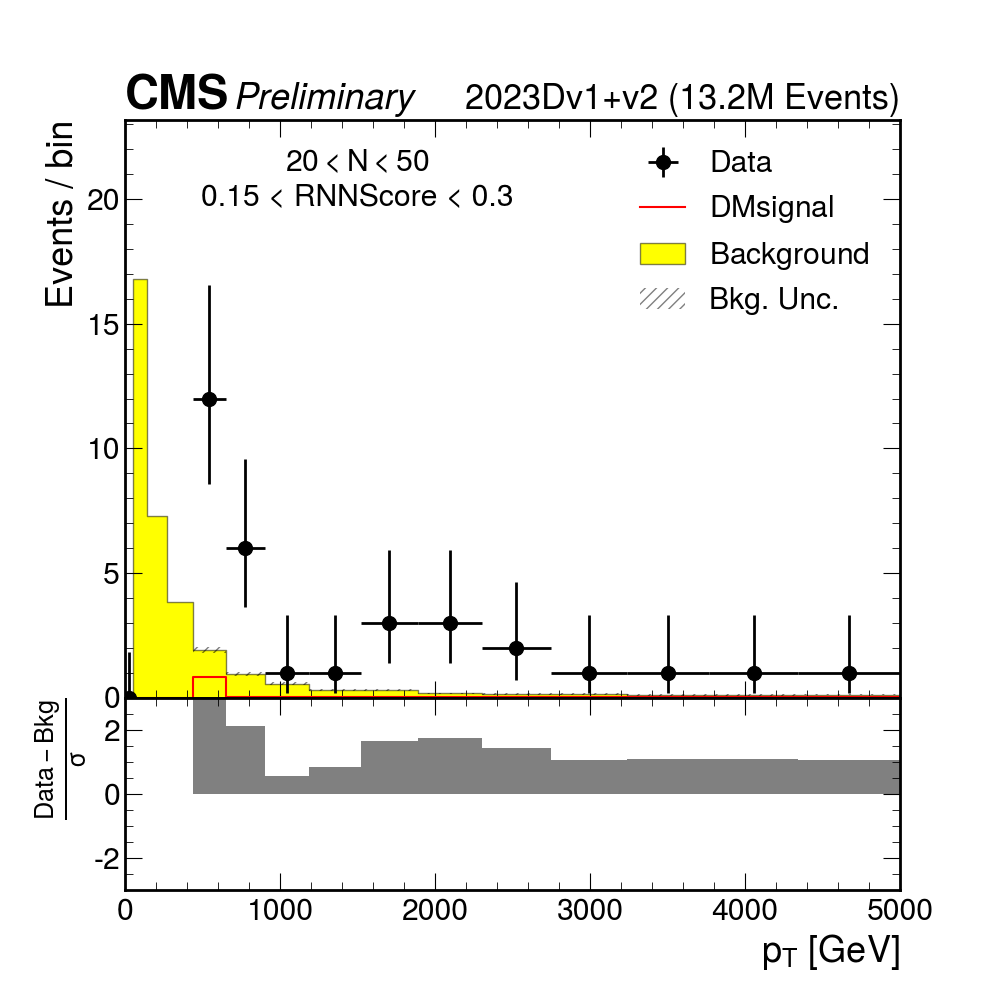 CMS Preliminary 2023Dv1+v2 (13.2M Events)
Events / bin
20 < N < 50
0.15 < RNNScore < 0.3
Data
DMsignal
Background
Bkg. Unc.
20
15
10
5
0
Data − Bkg
σ
2
0
-2
0 1000 2000 3000 4000 5000
pT [GeV]